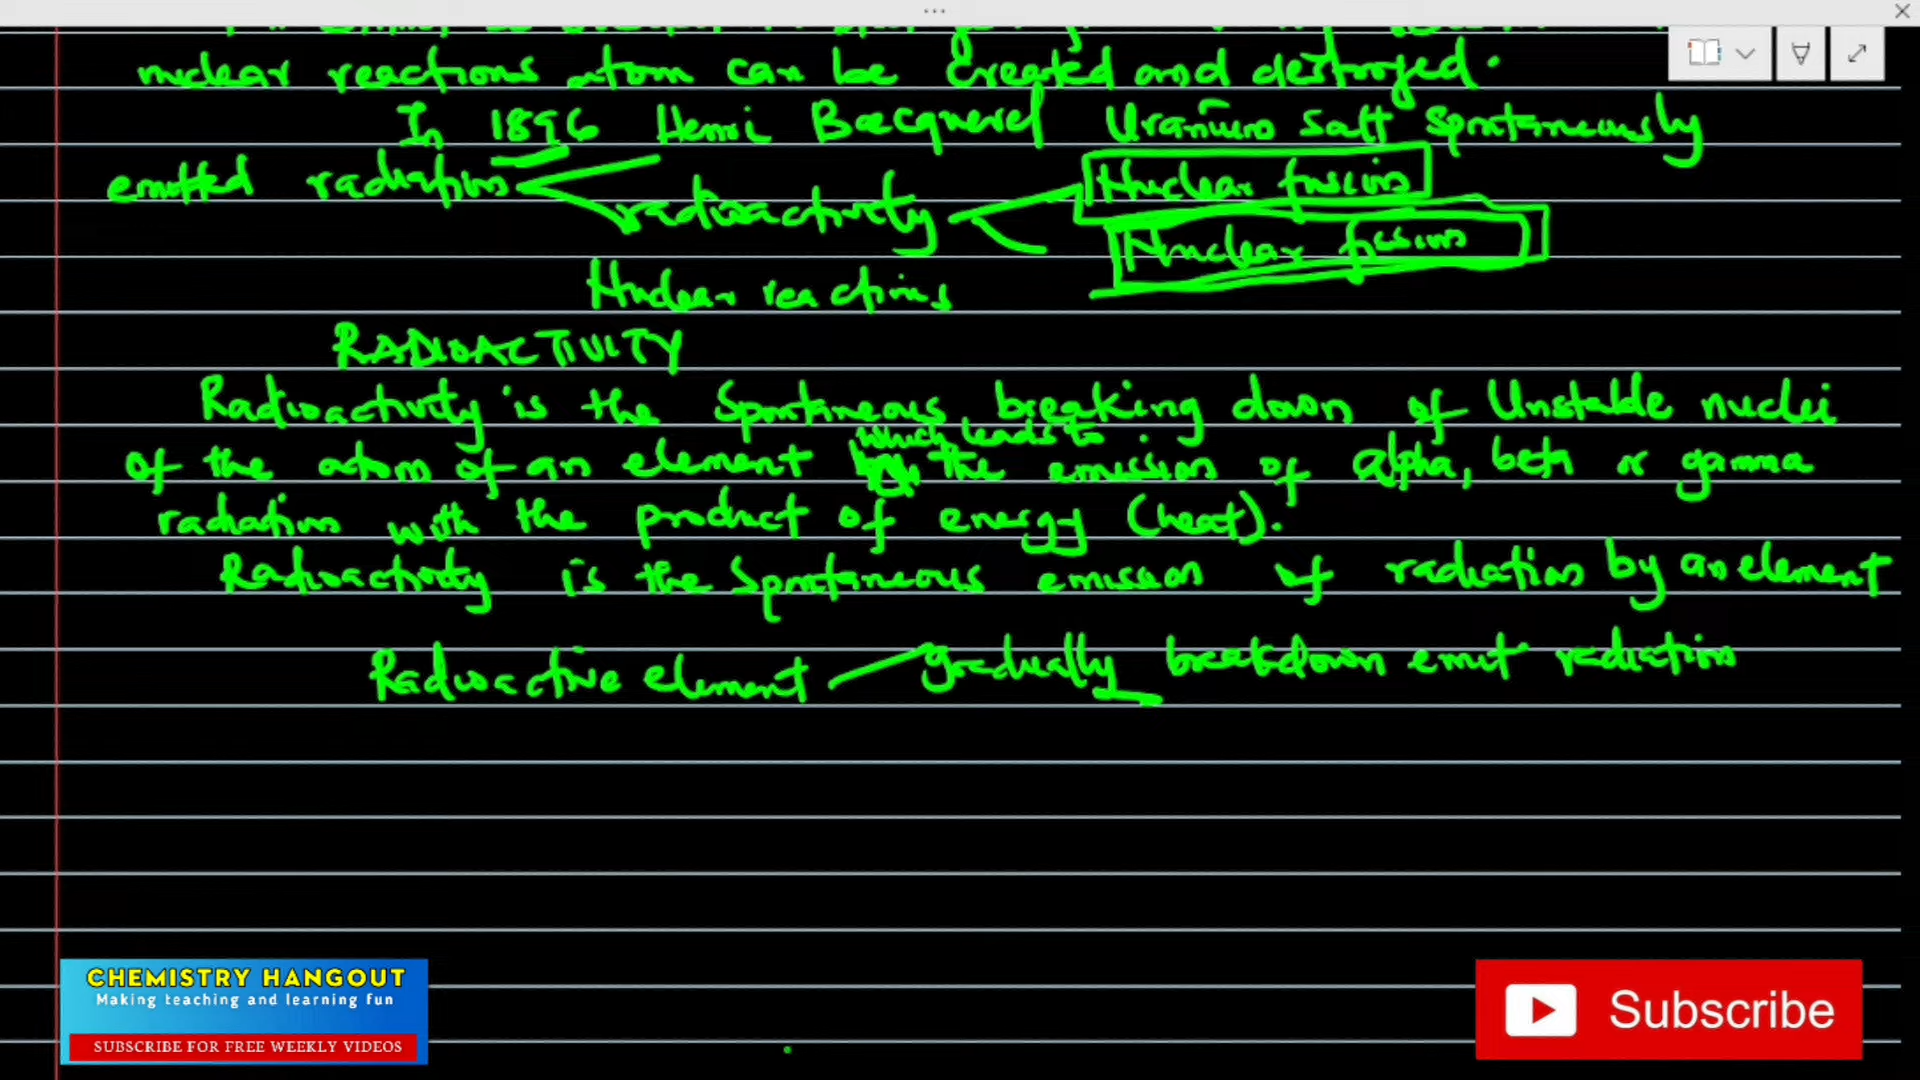 nuclear reactions atom can be created and destroyed.
In 1896 Henri Becquerel Uranium salt spontaneously
emitted radiation
radioactivity
Nuclear fusion
Nuclear fission
Nuclear reactions
RADIOACTIVITY
Radioactivity is the Spontaneous breaking down of Unstable nuclei
which leads to
of the atom of an element the emission of alpha, beta or gamma
radiation with the product of energy (heat).
Radioactivity is the Spontaneous emission of radiation by an element
Radioactive element gradually breakdown emit radiation
CHEMISTRY HANGOUT
Making teaching and learning fun
SUBSCRIBE FOR FREE WEEKLY VIDEOS
Subscribe